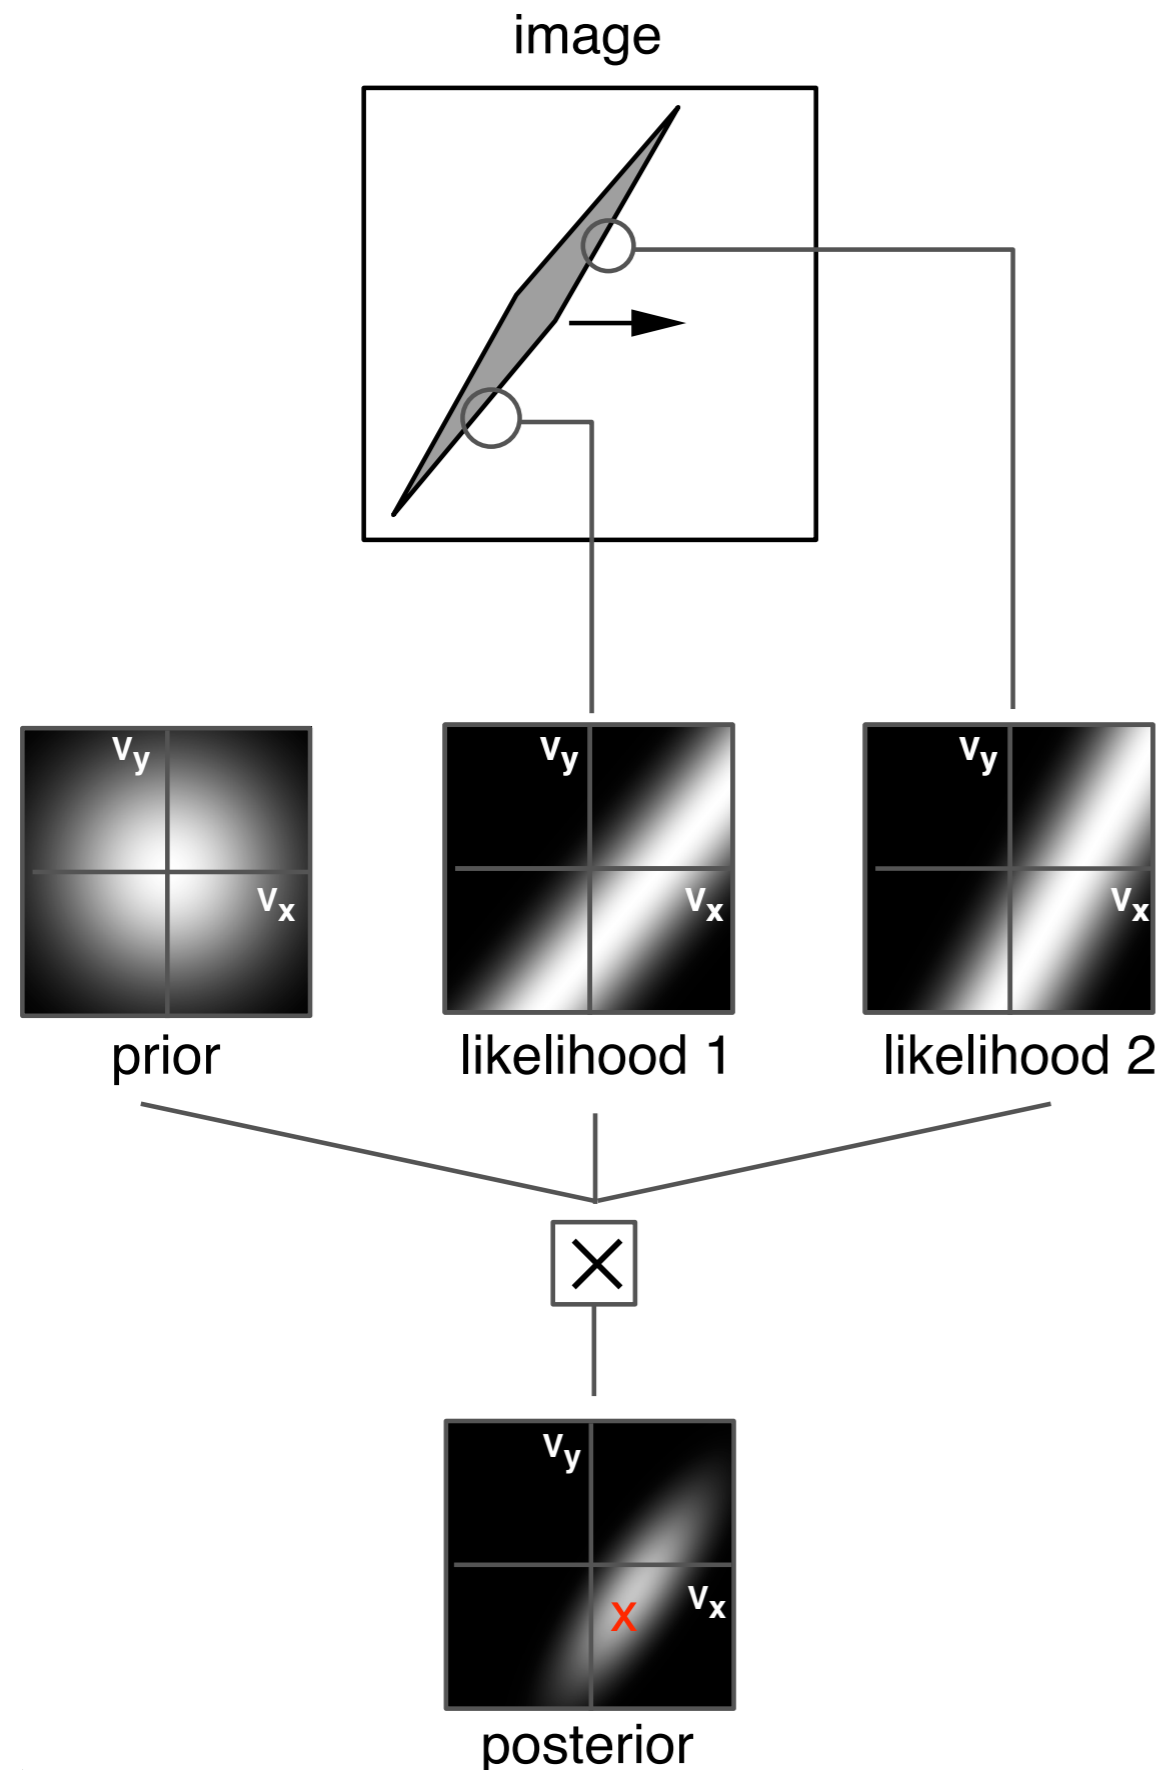 image
vy
vx
vy
vx
vy
vx
prior
likelihood 1
likelihood 2
vy
vx
x
posterior